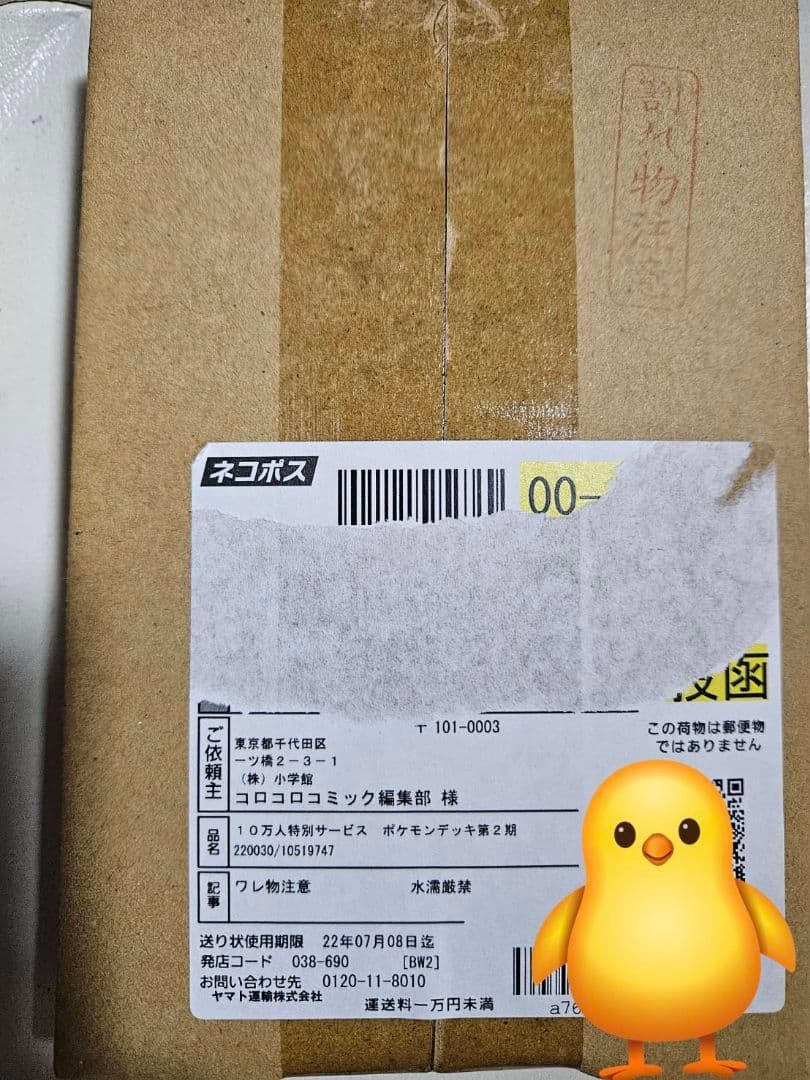 割れ物注意
ネコポス
00-
投函
ご依頼主
〒 101-0003
東京都千代田区
一ツ橋2-3-1
(株) 小学館
コロコロコミック編集部 様
この荷物は郵便物
ではありません
品名
10万人特別サービス ポケモンデッキ第2期
220030/10519747
記事
ワレ物注意 水濡厳禁
送り状使用期限 22年07月08日迄
発店コード 038-690 [BW2]
お問い合わせ先 0120-11-8010
ヤマト運輸株式会社
運送料一万円未満
a76